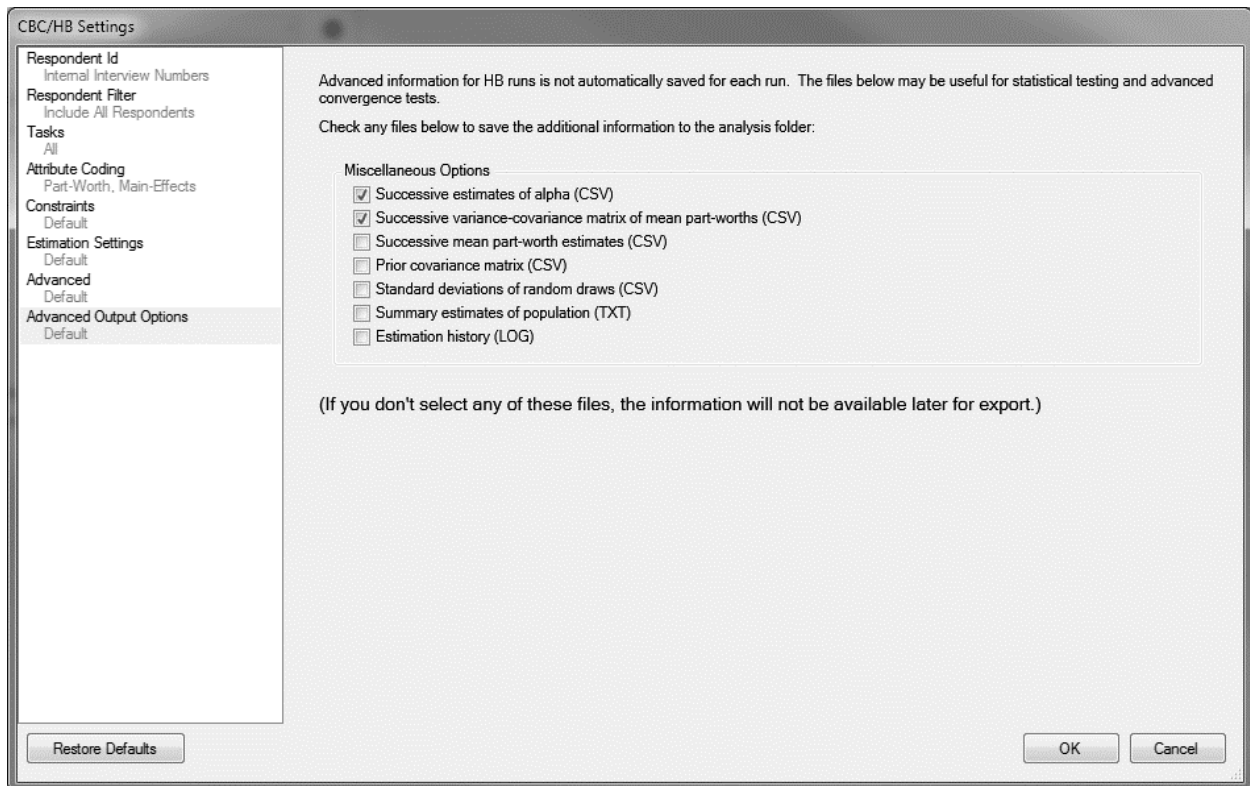 CBC/HB Settings
Respondent Id
Internal Interview Numbers
Respondent Filter
Include All Respondents
Tasks
All
Attribute Coding
Part-Worth, Main-Effects
Constraints
Default
Estimation Settings
Default
Advanced
Default
Advanced Output Options
Default
Advanced information for HB runs is not automatically saved for each run. The files below may be useful for statistical testing and advanced
convergence tests.
Check any files below to save the additional information to the analysis folder:
Miscellaneous Options
Successive estimates of alpha (CSV)
Successive variance-covariance matrix of mean part-worths (CSV)
Successive mean part-worth estimates (CSV)
Prior covariance matrix (CSV)
Standard deviations of random draws (CSV)
Summary estimates of population (TXT)
Estimation history (LOG)
(If you don't select any of these files, the information will not be available later for export.)
Restore Defaults
OK
Cancel